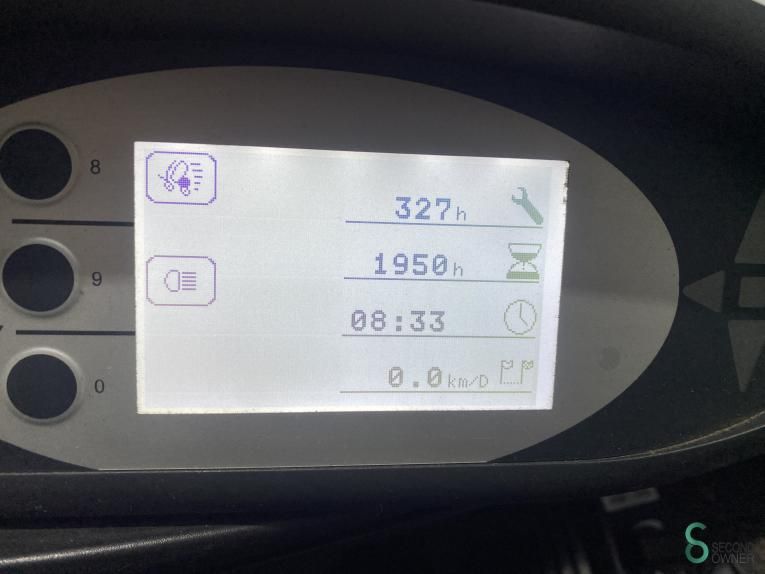 8
327h
1950h
9
08:33
0.0km/D
0
SECOND
OWNER